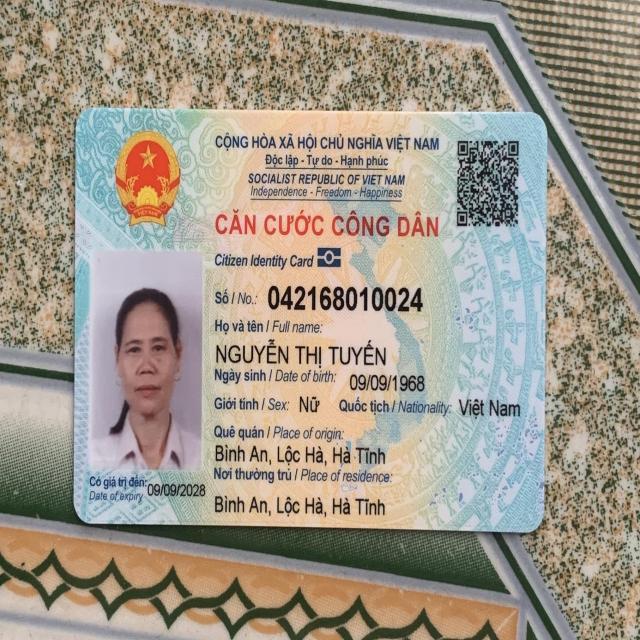 CỘNG HÒA XÃ HỘI CHỦ NGHĨA VIỆT NAM
Độc lập - Tự do - Hạnh phúc
SOCIALIST REPUBLIC OF VIET NAM
Independence - Freedom - Happiness
CĂN CƯỚC CÔNG DÂN
Citizen Identity Card
Số / No.: 042168010024
Họ và tên / Full name:
NGUYỄN THỊ TUYẾN
Ngày sinh / Date of birth: 09/09/1968
Giới tính / Sex: Nữ Quốc tịch / Nationality: Việt Nam
Quê quán / Place of origin:
Bình An, Lộc Hà, Hà Tĩnh
Nơi thường trú / Place of residence:
Bình An, Lộc Hà, Hà Tĩnh
Có giá trị đến: 09/09/2028
Date of expiry